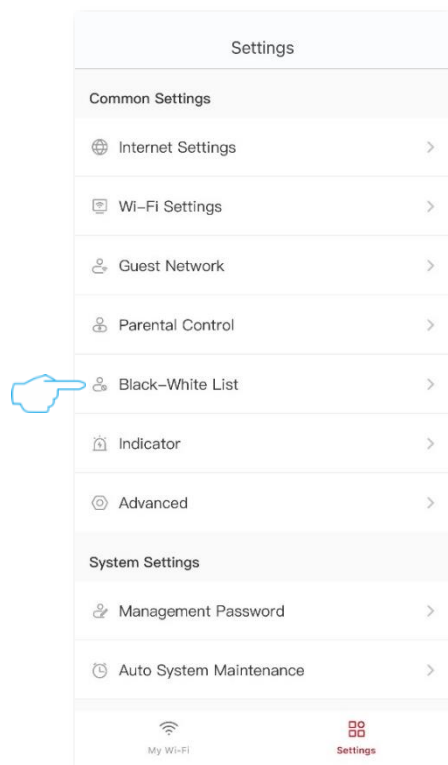 Settings
Common Settings
Internet Settings
Wi-Fi Settings
Guest Network
Parental Control
Black-White List
Indicator
Advanced
System Settings
Management Password
Auto System Maintenance
My Wi-Fi
Settings